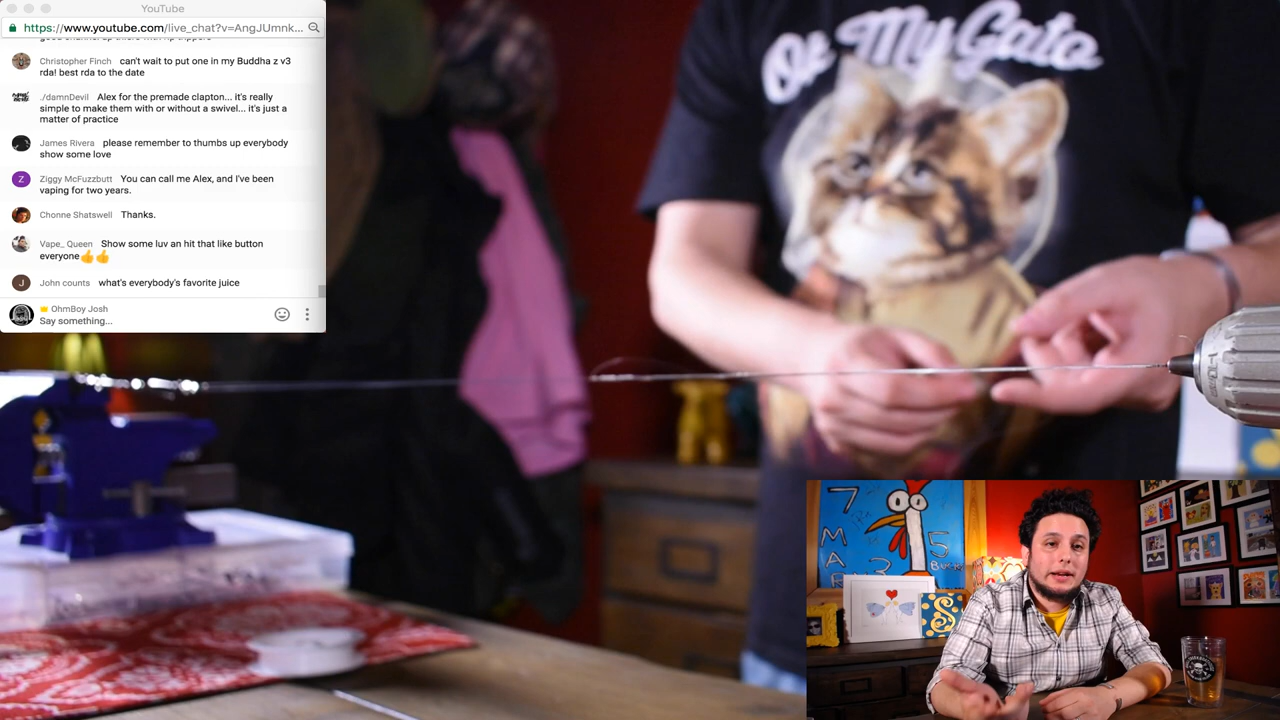 YouTube
https://www.youtube.com/live_chat?v=AngJUmnk...
Christopher Finch can't wait to put one in my Buddha z v3
rda! best rda to the date
./damnDevil Alex for the premade clapton... it's really
simple to make them with or without a swivel... it's just a
matter of practice
James Rivera please remember to thumbs up everybody
show some love
Z
Ziggy McFuzzbutt You can call me Alex, and I've been
vaping for two years.
Chonne Shatswell Thanks.
Vape_ Queen Show some luv an hit that like button
everyone👍👍
J
John counts what's everybody's favorite juice
OhmBoy Josh
Say something...
Oh My Gato
7
MAR
3
5
BUCK
S